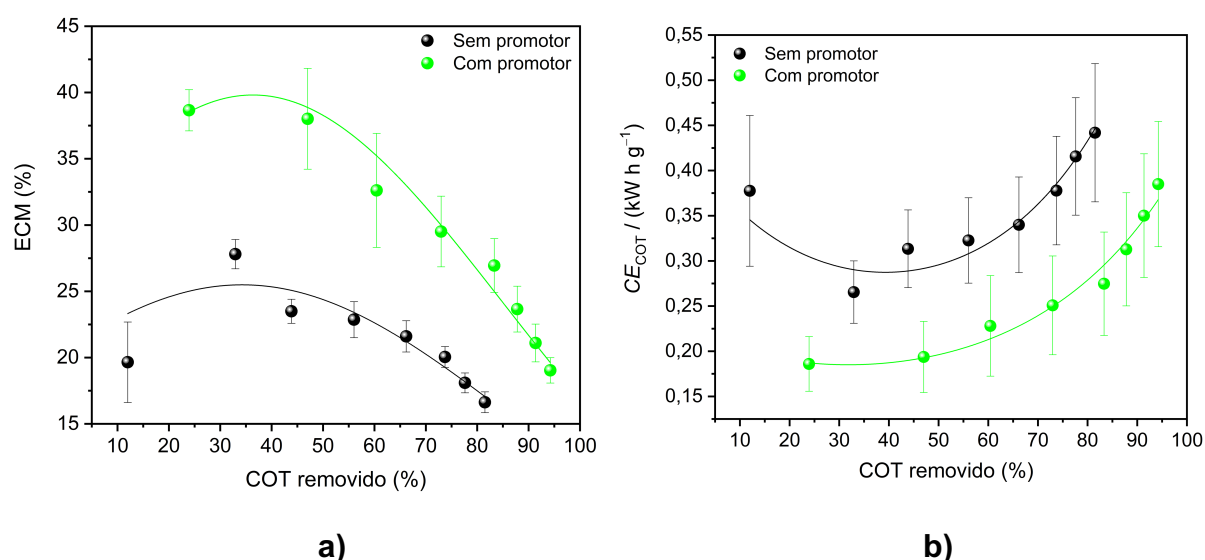 45
40
35
30
25
20
15
ECM (%)
Sem promotor
Com promotor
10 20 30 40 50 60 70 80 90 100
COT removido (%)
a)
0,55
0,50
0,45
0,40
0,35
0,30
0,25
0,20
0,15
CE_COT / (kW h g⁻¹)
Sem promotor
Com promotor
10 20 30 40 50 60 70 80 90 100
COT removido (%)
b)